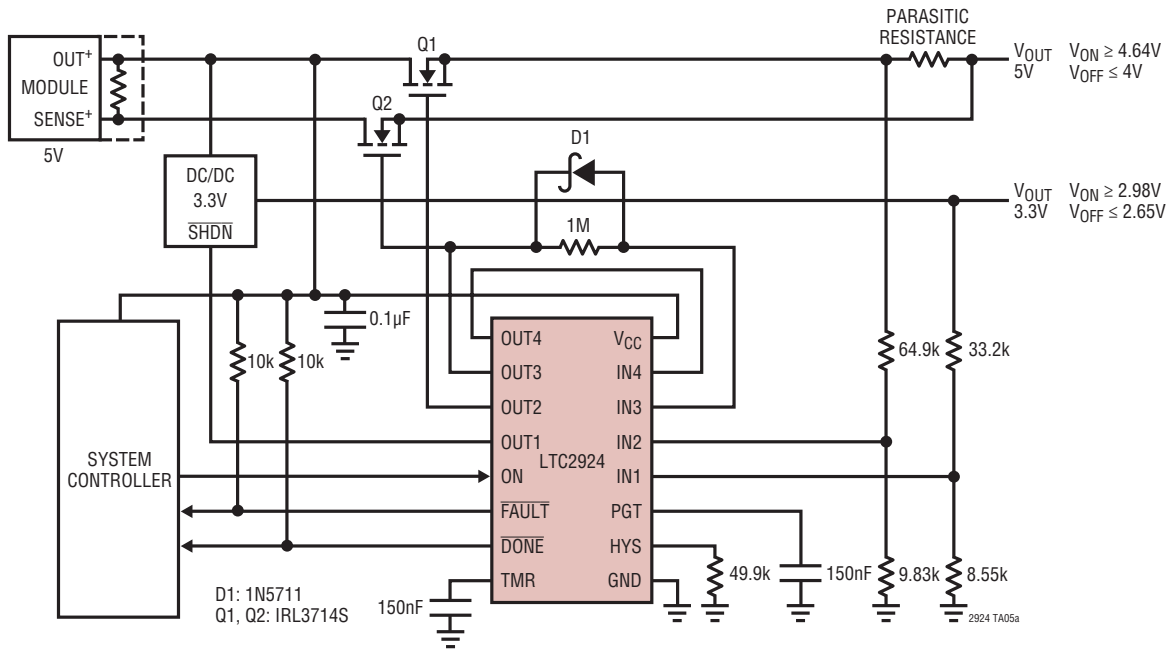 PARASITIC
RESISTANCE
OUT+
MODULE
SENSE+
5V
Q1
Q2
VOUT
5V
VON ≥ 4.64V
VOFF ≤ 4V
DC/DC
3.3V
SHDN
D1
1M
VOUT
3.3V
VON ≥ 2.98V
VOFF ≤ 2.65V
10k
10k
0.1µF
SYSTEM
CONTROLLER
OUT4
OUT3
OUT2
OUT1
ON
FAULT
DONE
TMR
LTC2924
VCC
IN4
IN3
IN2
IN1
PGT
HYS
GND
64.9k
33.2k
49.9k
150nF
9.83k
8.55k
150nF
D1: 1N5711
Q1, Q2: IRL3714S
2924 TA05a